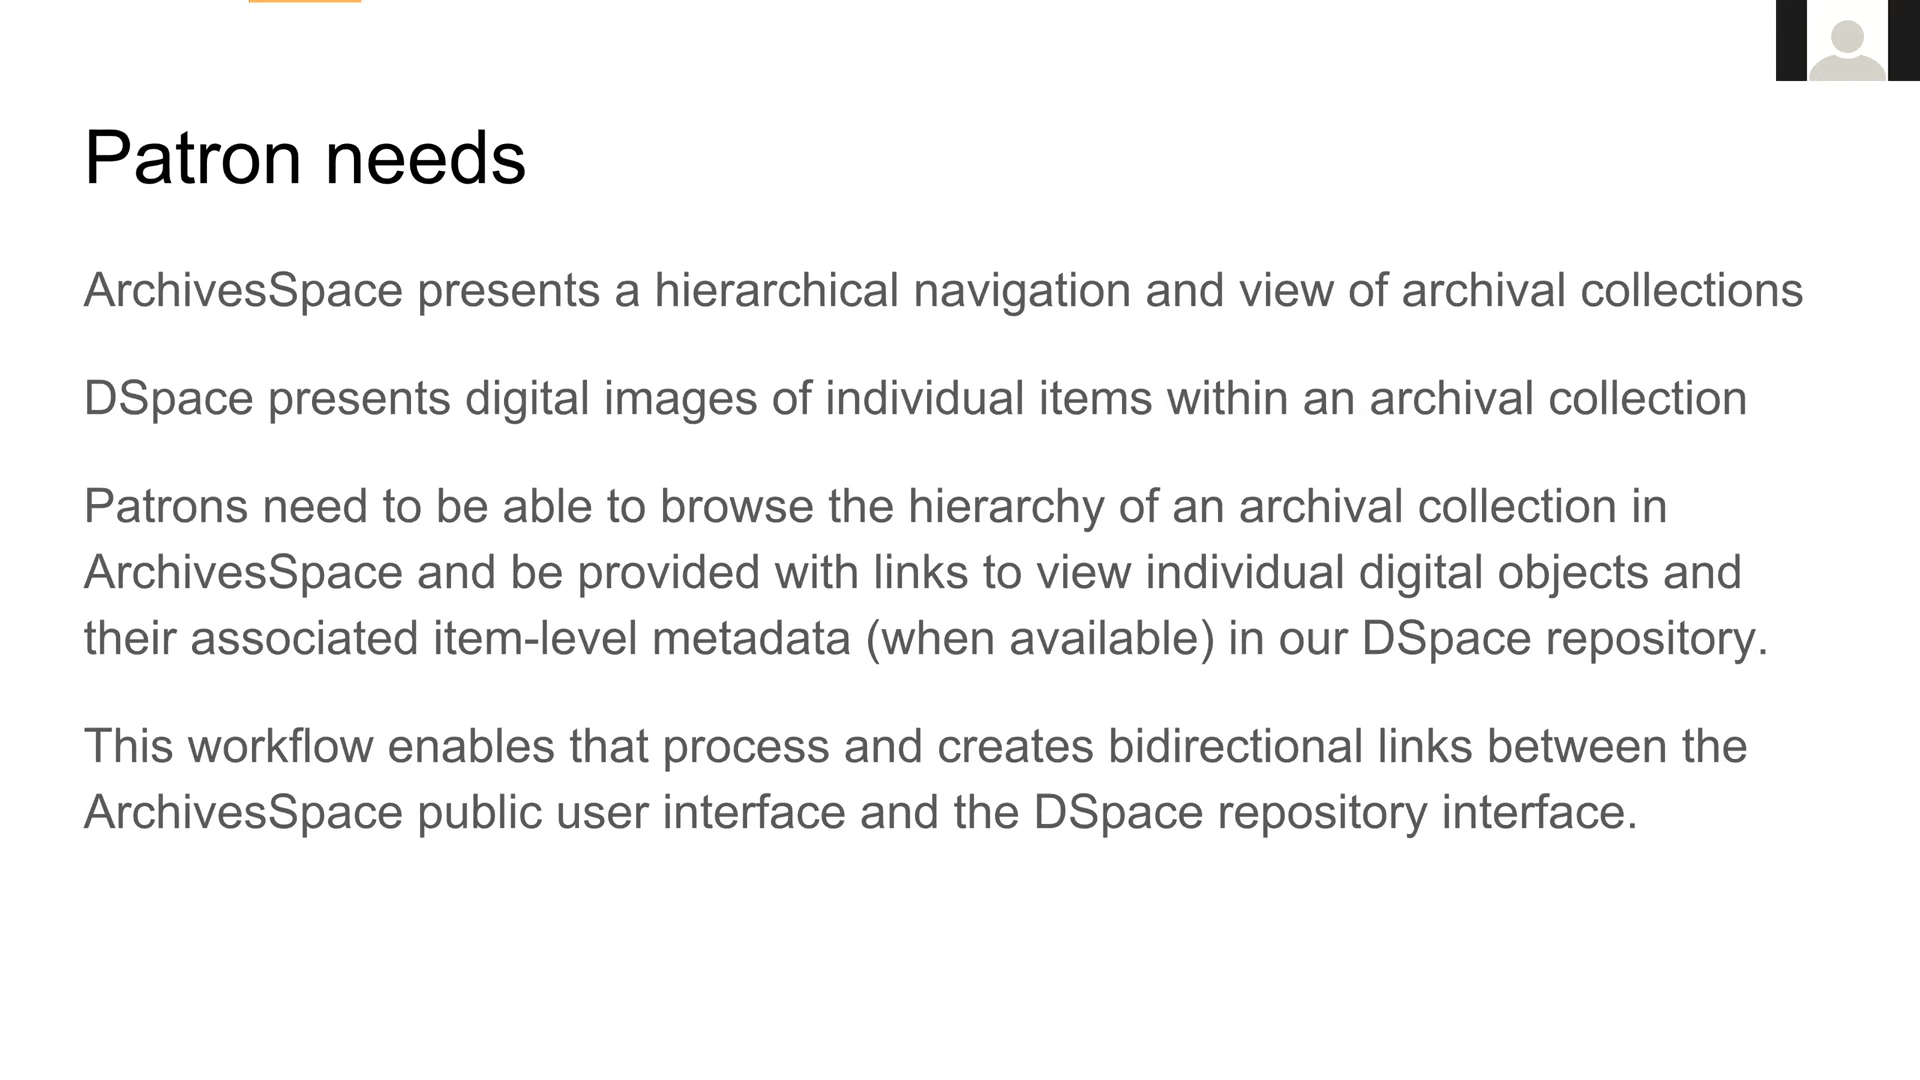 Patron needs
ArchivesSpace presents a hierarchical navigation and view of archival collections
DSpace presents digital images of individual items within an archival collection
Patrons need to be able to browse the hierarchy of an archival collection in
ArchivesSpace and be provided with links to view individual digital objects and
their associated item-level metadata (when available) in our DSpace repository.
This workflow enables that process and creates bidirectional links between the
ArchivesSpace public user interface and the DSpace repository interface.